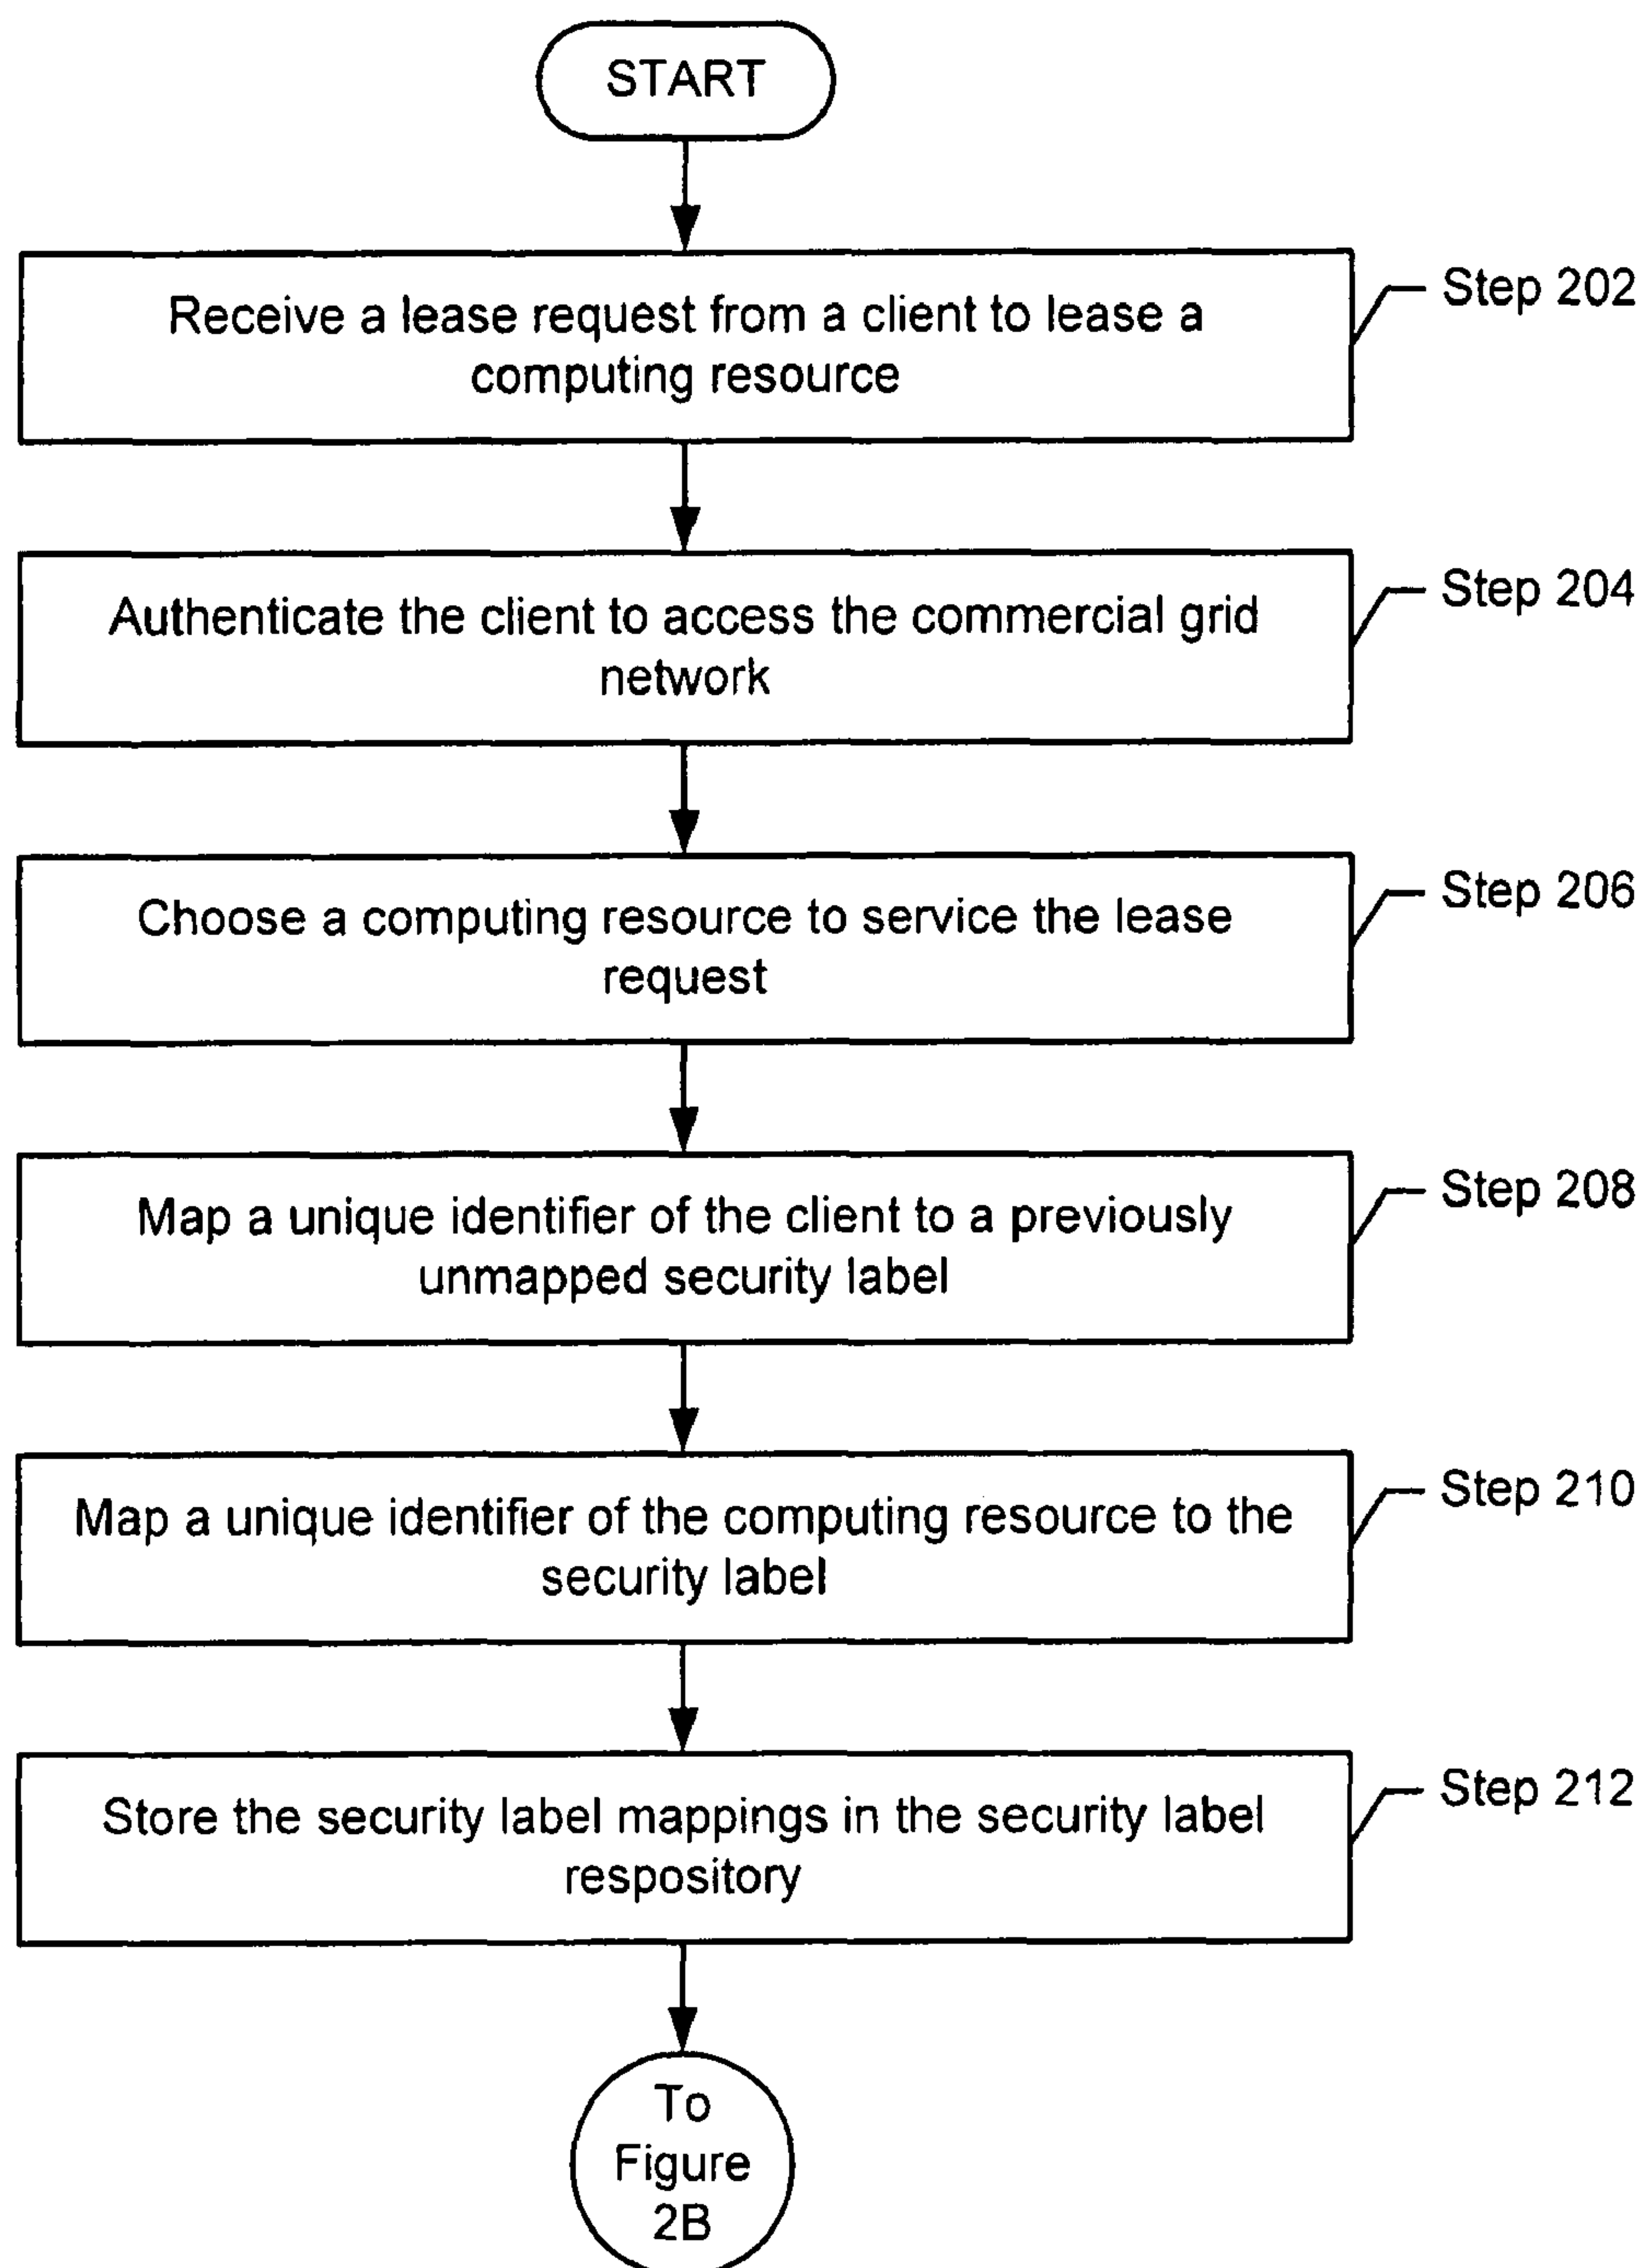 START
Receive a lease request from a client to lease a
computing resource
Step 202
Authenticate the client to access the commercial grid
network
Step 204
Choose a computing resource to service the lease
request
Step 206
Map a unique identifier of the client to a previously
unmapped security label
Step 208
Map a unique identifier of the computing resource to the
security label
Step 210
Store the security label mappings in the security label
respository
Step 212
To
Figure
2B